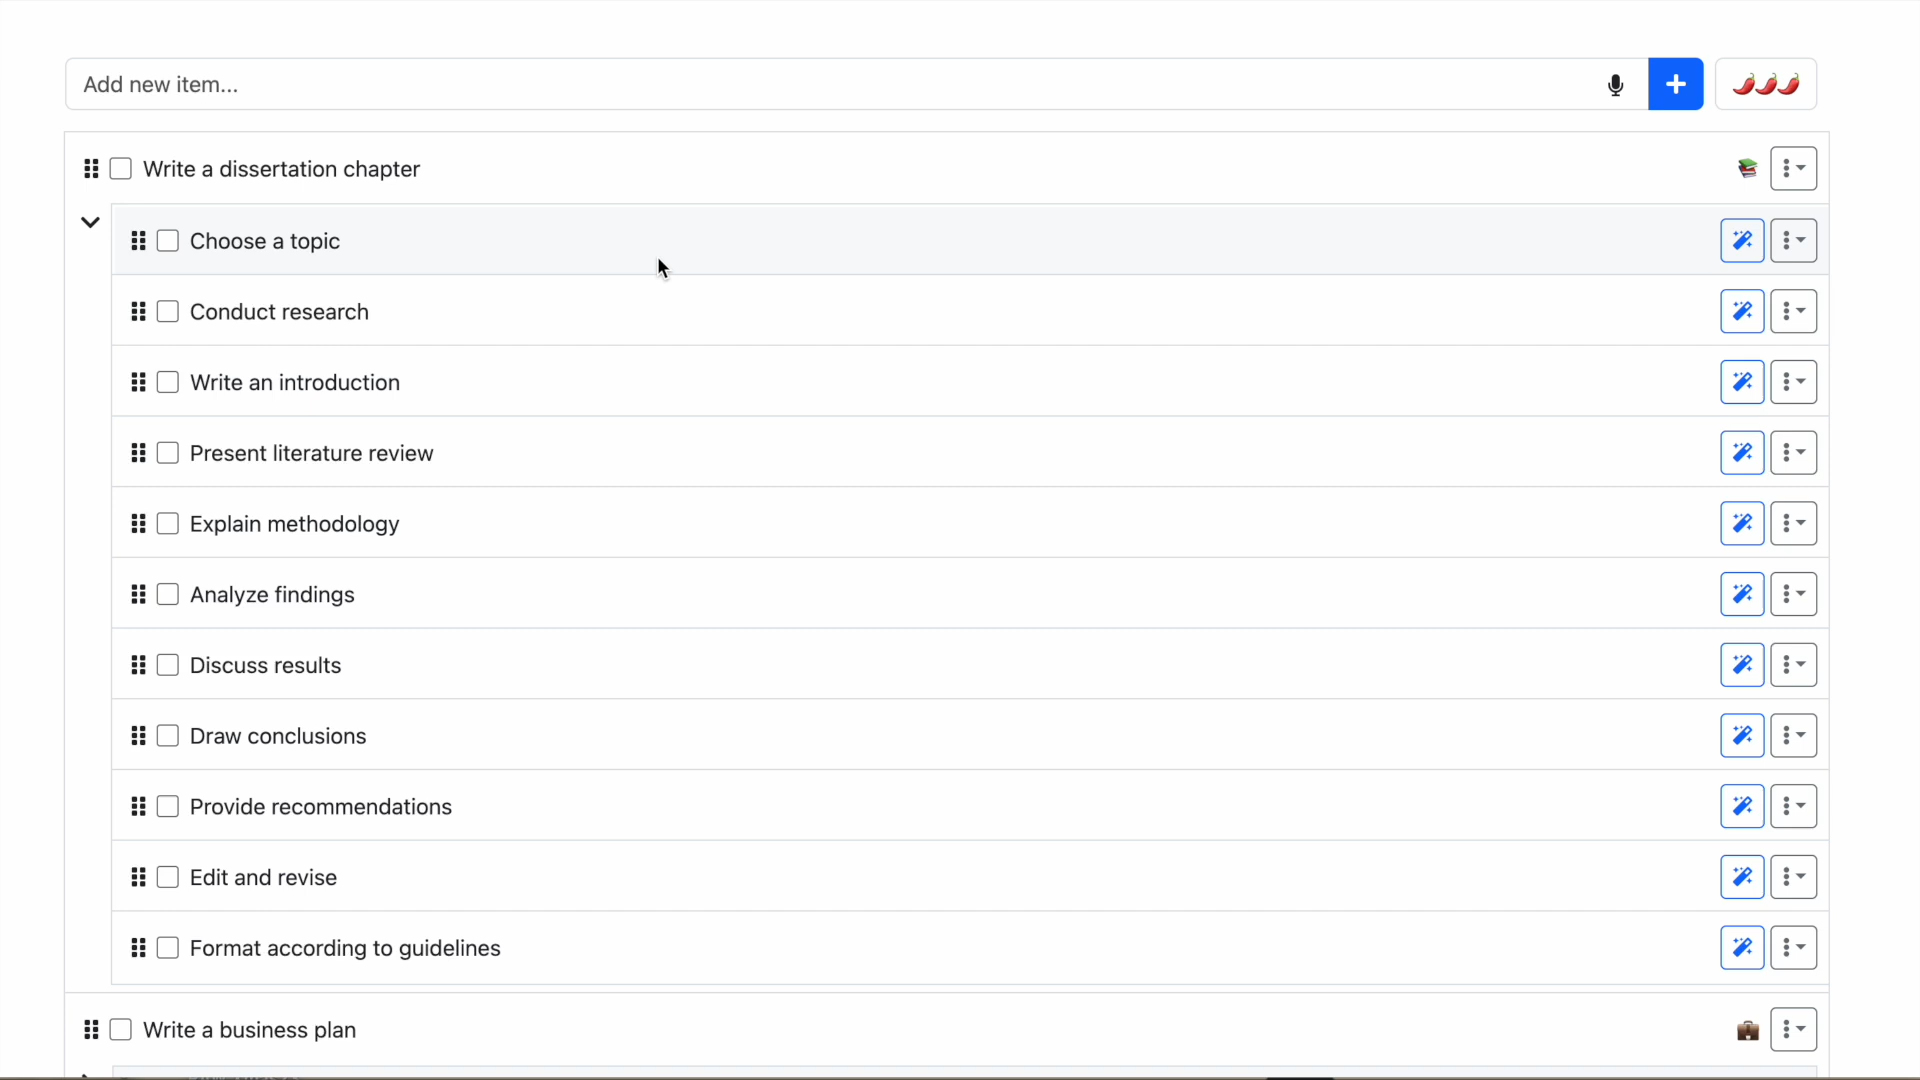 Add new item...
Write a dissertation chapter
Choose a topic
Conduct research
Write an introduction
Present literature review
Explain methodology
Analyze findings
Discuss results
Draw conclusions
Provide recommendations
Edit and revise
Format according to guidelines
Write a business plan